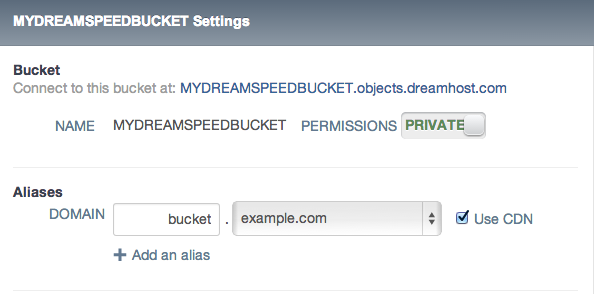 MYDREAMSPEEDBUCKET Settings
Bucket
Connect to this bucket at: MYDREAMSPEEDBUCKET.objects.dreamhost.com
NAME MYDREAMSPEEDBUCKET PERMISSIONS PRIVATE
Aliases
DOMAIN bucket . example.com Use CDN
+ Add an alias